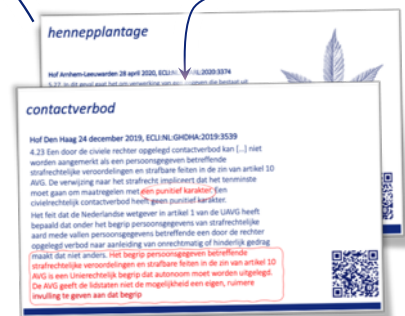 hennepplantage
Hof Arnhem-Leeuwarden 28 april 2020, ECLI:NL: RL:2020:3374
contactverbod
Hof Den Haag 24 december 2019, ECLI:NL:GHDHA:2019:3539
4.23 Een door de civiele rechter opgelegd contactverbod kan [...] niet
worden aangemerkt als een persoonsgegeven betreffende
strafrechtelijke veroordelingen en strafbare feiten in de zin van artikel 10
AVG. De verwijzing naar het strafrecht impliceert dat het tenminste
moet gaan om maatregelen met een punitief karakter. Een
civielrechtelijk contactverbod heeft geen punitief karakter.
Het feit dat de Nederlandse wetgever in artikel 1 van de UAVG heeft
bepaald dat onder het begrip persoonsgegevens van strafrechtelijke
aard mede vallen persoonsgegevens betreffende een door de rechter
opgelegd verbod naar aanleiding van onrechtmatig of hinderlijk gedrag
maakt dat niet anders. Het begrip persoonsgegeven betreffende
strafrechtelijke veroordelingen en strafbare feiten in de zin van artikel 10
AVG is een Unierechtelijk begrip dat autonoom moet worden uitgelegd.
De AVG geeft de lidstaten niet de mogelijkheid een eigen, ruimere
invulling te geven aan dat begrip